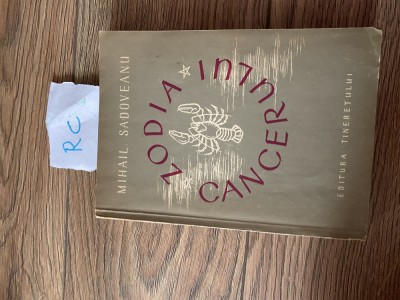 MIHAIL SADOVEANU
ZODIA
CANCERULUI
EDITURA TINERETULUI
RC